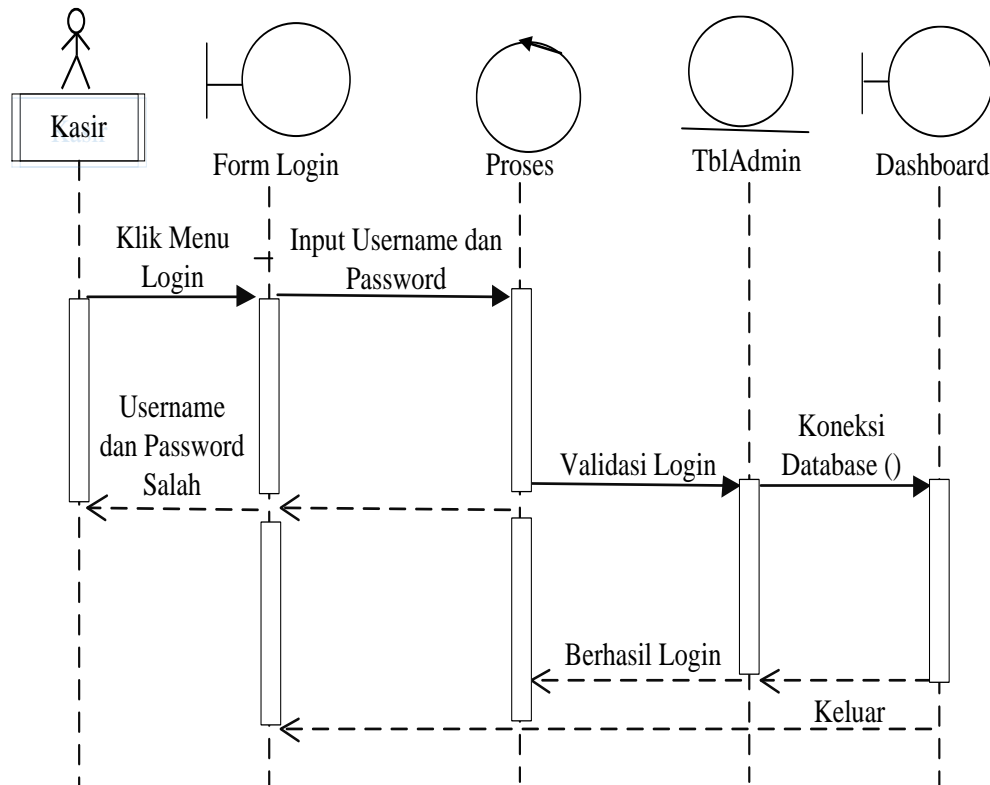 Kasir
Form Login
Proses
TblAdmin
Dashboard
Klik Menu
Login
Input Username dan
Password
Username
dan Password
Salah
Validasi Login
Koneksi
Database ()
Berhasil Login
Keluar